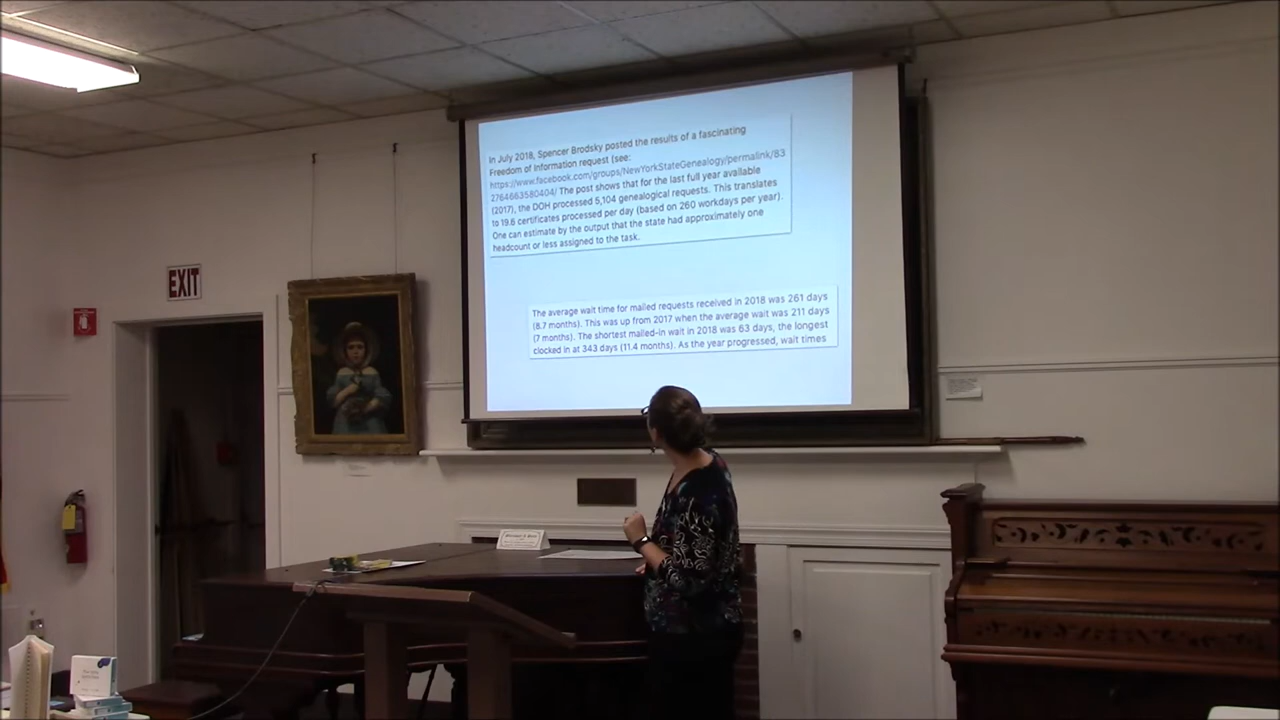 In July 2018, Spencer Brodsky posted the results of a fascinating
Freedom of Information request (see:
https://www.facebook.com/groups/NewYorkStateGenealogy/permalink/83
2764663580404/ The post shows that for the last full year available
(2017), the DOH processed 5,104 genealogical requests. This translates
to 19.6 certificates processed per day (based on 260 workdays per year).
One can estimate by the output that the state had approximately one
headcount or less assigned to the task.
The average wait time for mailed requests received in 2018 was 261 days
(8.7 months). This was up from 2017 when the average wait was 211 days
(7 months). The shortest mailed-in wait in 2018 was 63 days, the longest
clocked in at 343 days (11.4 months). As the year progressed, wait times
EXIT